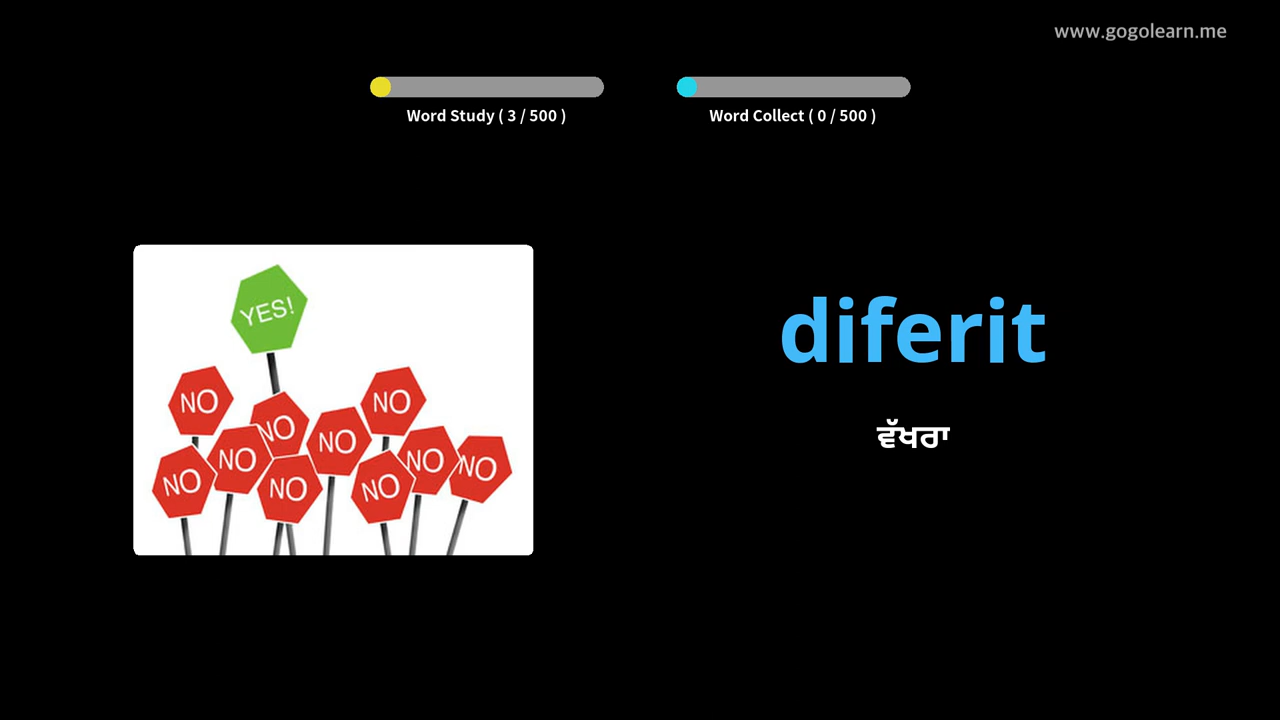 www.gogolearn.me
Word Study ( 3 / 500 )
Word Collect ( 0 / 500 )
YES!
NO
NO
NO
NO
NO
NO
NO
NO
NO
NO
diferit
ਵੱਖਰਾ